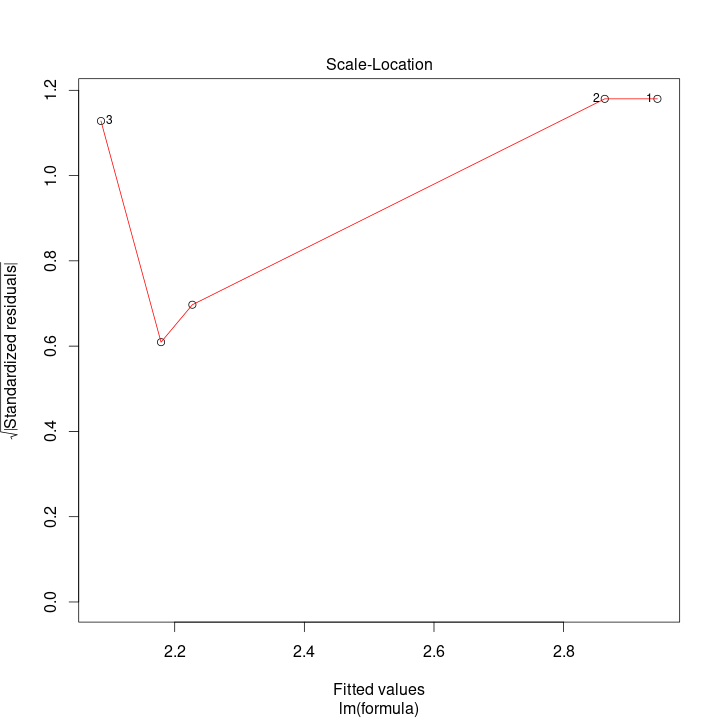 Scale-Location
√|Standardized residuals|
1.2
1.0
0.8
0.6
0.4
0.2
0.0
3
2
1
2.2 2.4 2.6 2.8
Fitted values
lm(formula)